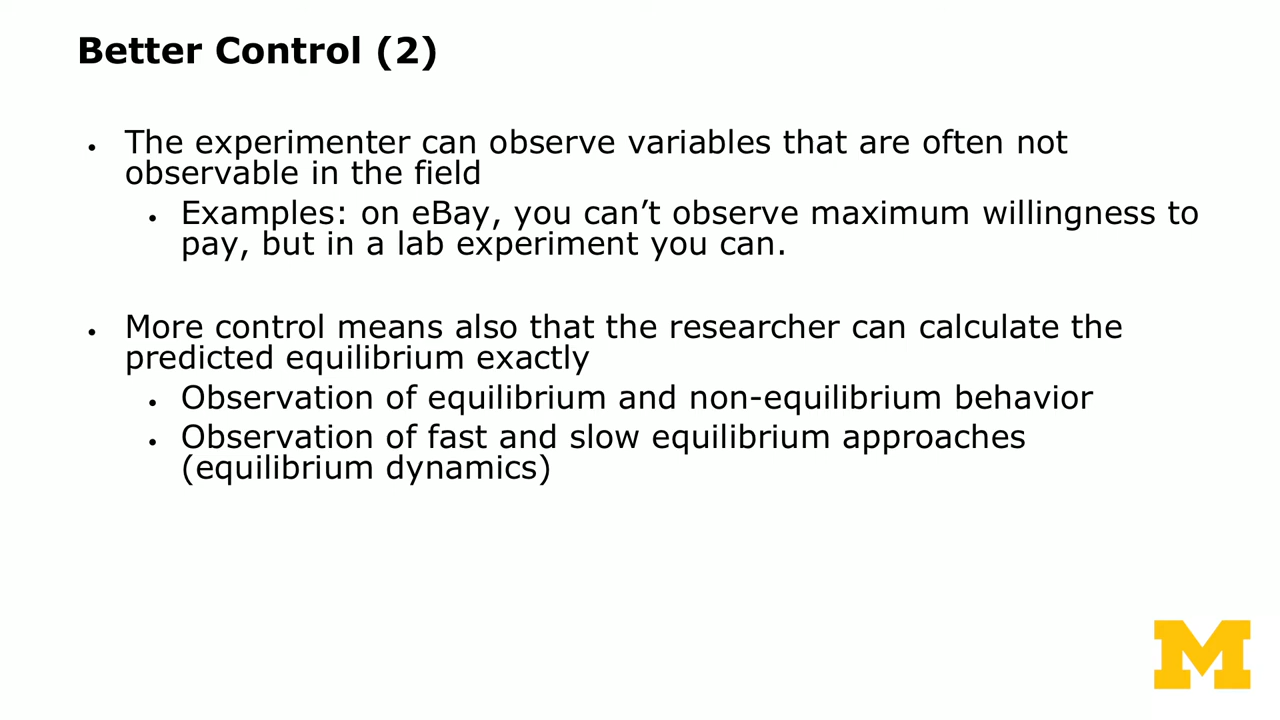 Better Control (2)
• The experimenter can observe variables that are often not
observable in the field
• Examples: on eBay, you can’t observe maximum willingness to
pay, but in a lab experiment you can.
• More control means also that the researcher can calculate the
predicted equilibrium exactly
• Observation of equilibrium and non-equilibrium behavior
• Observation of fast and slow equilibrium approaches
(equilibrium dynamics)
M